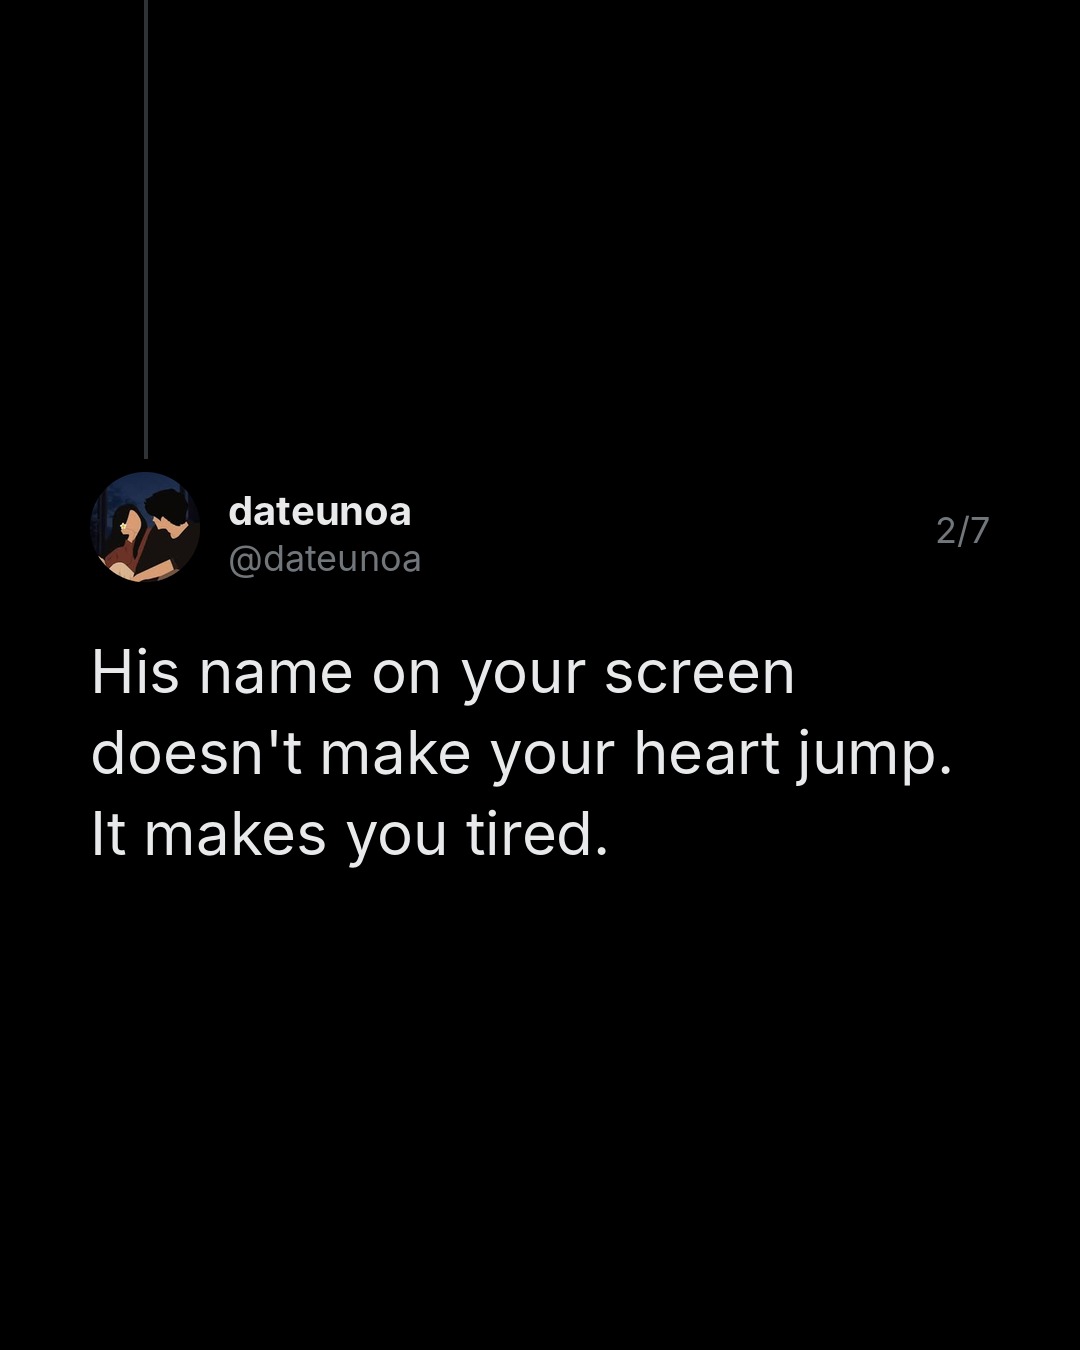 dateunoa
@dateunoa
2/7
His name on your screen
doesn't make your heart jump.
It makes you tired.